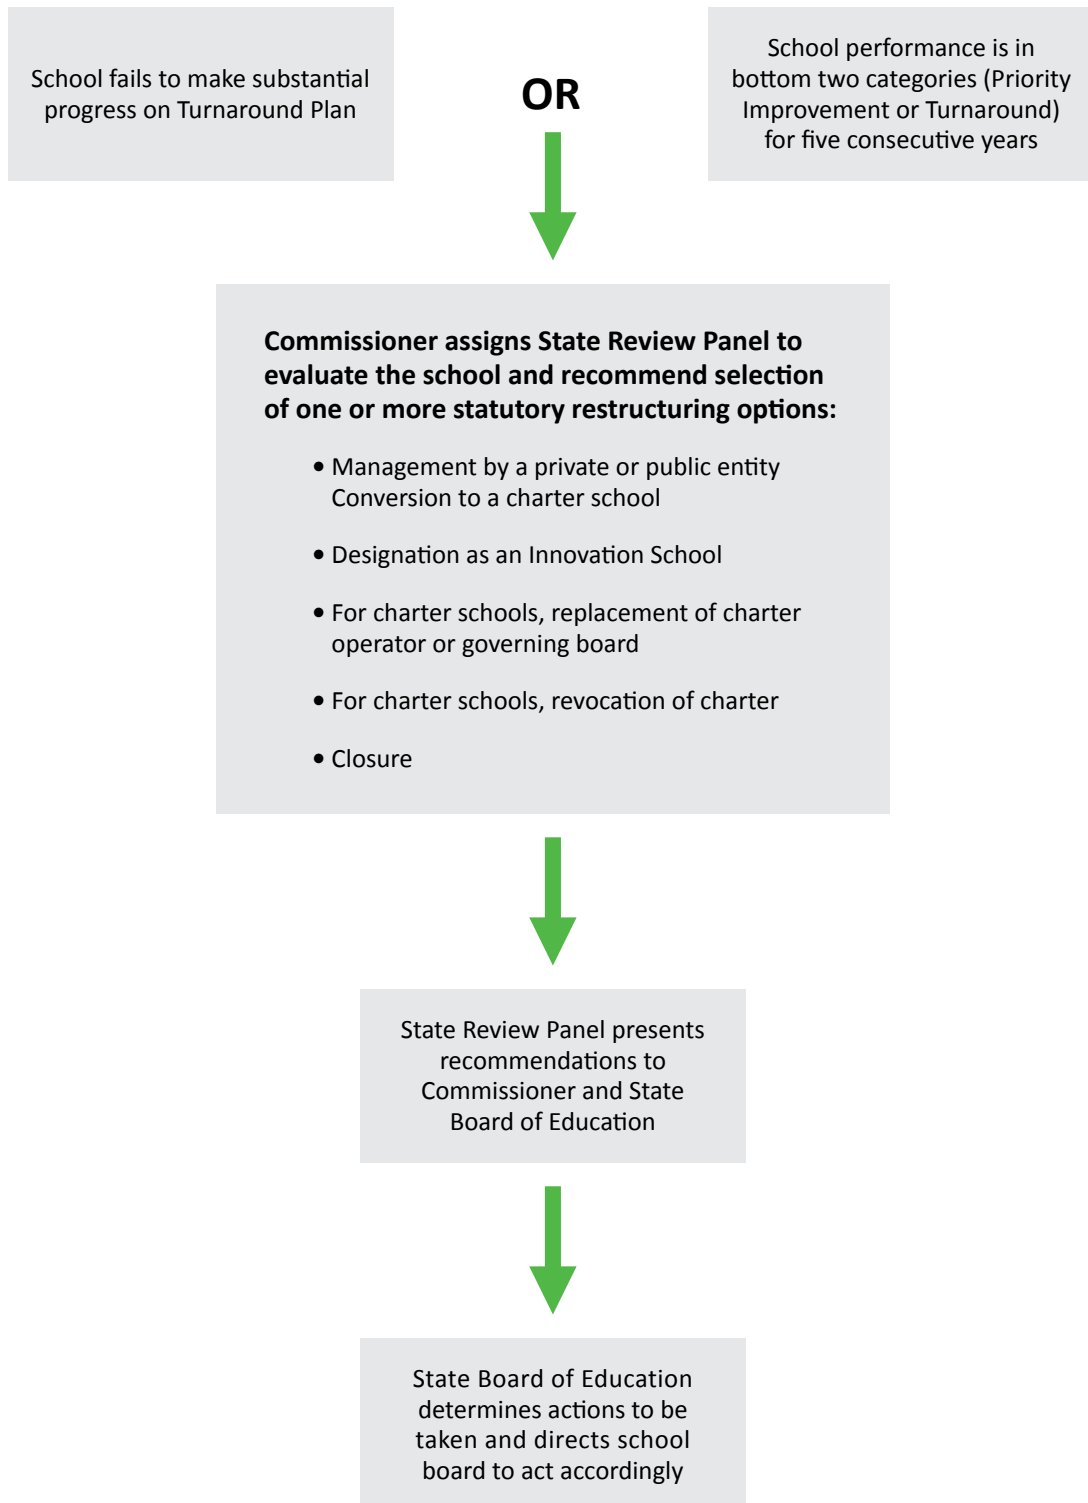 School fails to make substantial
progress on Turnaround Plan
OR
School performance is in
bottom two categories (Priority
Improvement or Turnaround)
for five consecutive years
Commissioner assigns State Review Panel to
evaluate the school and recommend selection
of one or more statutory restructuring options:
• Management by a private or public entity
Conversion to a charter school
• Designation as an Innovation School
• For charter schools, replacement of charter
operator or governing board
• For charter schools, revocation of charter
• Closure
State Review Panel presents
recommendations to
Commissioner and State
Board of Education
State Board of Education
determines actions to be
taken and directs school
board to act accordingly